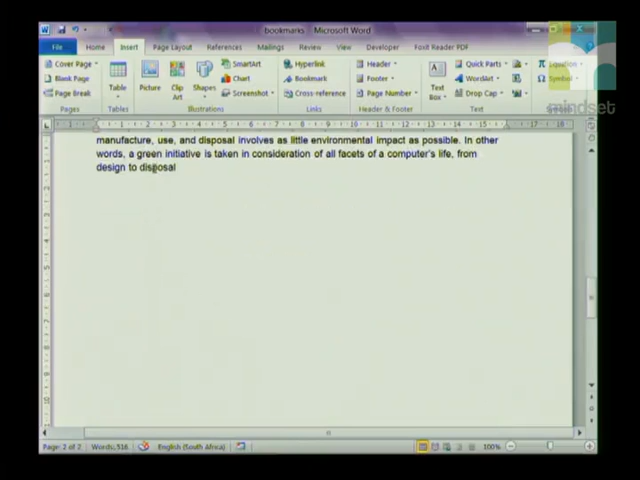 bookmarks - Microsoft Word
File Home Insert Page Layout References Mailings Review View Developer Foxit Reader PDF
Cover Page
Blank Page
Page Break
Pages
Table
Tables
Picture
Clip Art
Shapes
SmartArt
Chart
Screenshot
Illustrations
Hyperlink
Bookmark
Cross-reference
Links
Header
Footer
Page Number
Header & Footer
Text Box
Quick Parts
WordArt
Drop Cap
Text
Equation
Symbol
mindset
manufacture, use, and disposal involves as little environmental impact as possible. In other
words, a green initiative is taken in consideration of all facets of a computer's life, from
design to disposal
Words: 516
English (South Africa)
100%